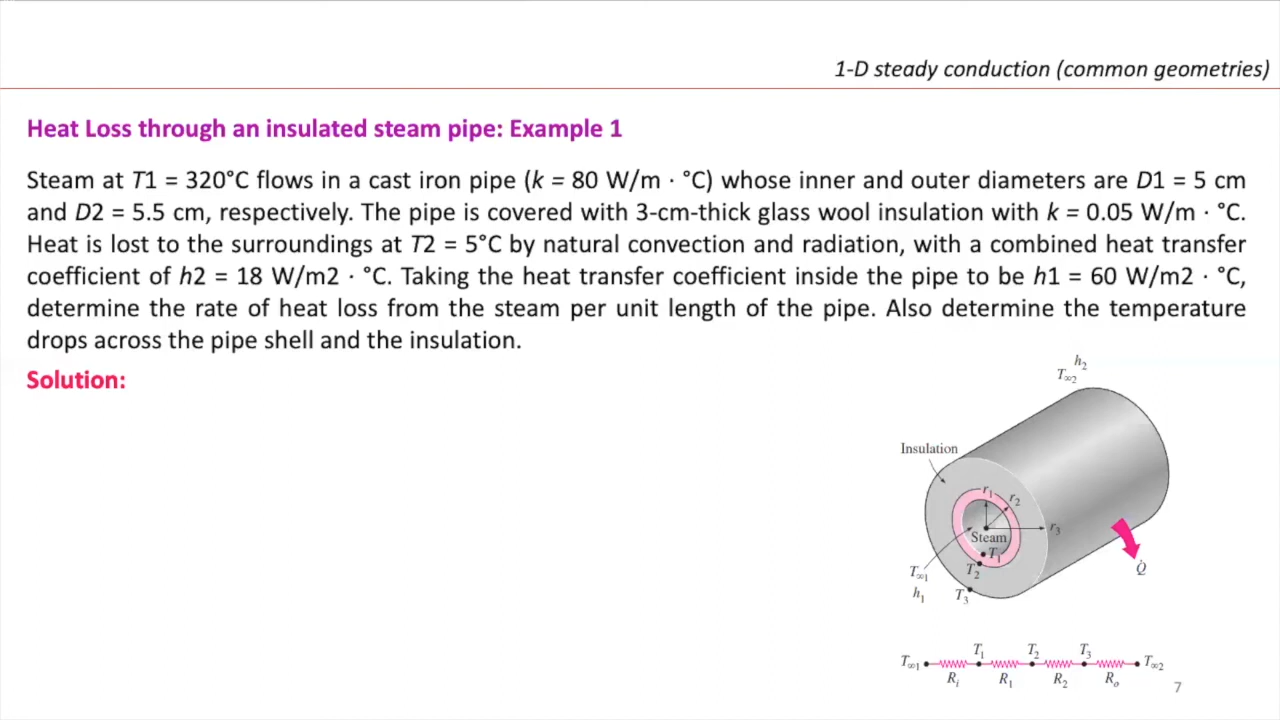 1-D steady conduction (common geometries)
Heat Loss through an insulated steam pipe: Example 1
Steam at T1 = 320°C flows in a cast iron pipe (k = 80 W/m · °C) whose inner and outer diameters are D1 = 5 cm
and D2 = 5.5 cm, respectively. The pipe is covered with 3-cm-thick glass wool insulation with k = 0.05 W/m · °C.
Heat is lost to the surroundings at T2 = 5°C by natural convection and radiation, with a combined heat transfer
coefficient of h2 = 18 W/m2 · °C. Taking the heat transfer coefficient inside the pipe to be h1 = 60 W/m2 · °C,
determine the rate of heat loss from the steam per unit length of the pipe. Also determine the temperature
drops across the pipe shell and the insulation.
Solution:
h₂
T∞₂
Insulation
r₁
r₂
r₃
Steam
T₁
T₂
T∞₁
h₁
T₃
Q̇
T∞₁ T₁ T₂ T₃ T∞₂
Rᵢ R₁ R₂ Rₒ
7